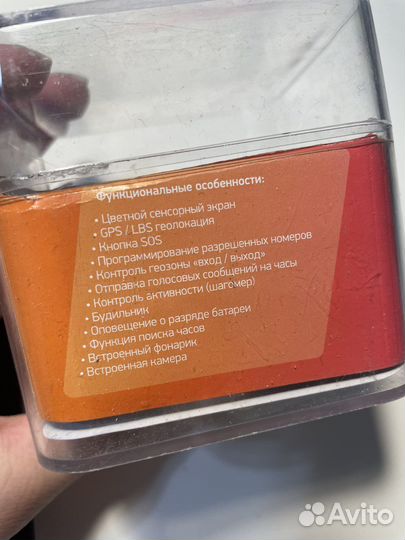 Функциональные особенности:
• Цветной сенсорный экран
• GPS / LBS геолокация
• Кнопка SOS
• Программирование разрешенных номеров
• Контроль геозоны «вход / выход»
• Отправка голосовых сообщений на часы
• Контроль активности (шагомер)
• Будильник
• Оповещение о разряде батареи
• Функция поиска часов
• Встроенный фонарик
• Встроенная камера
Avito